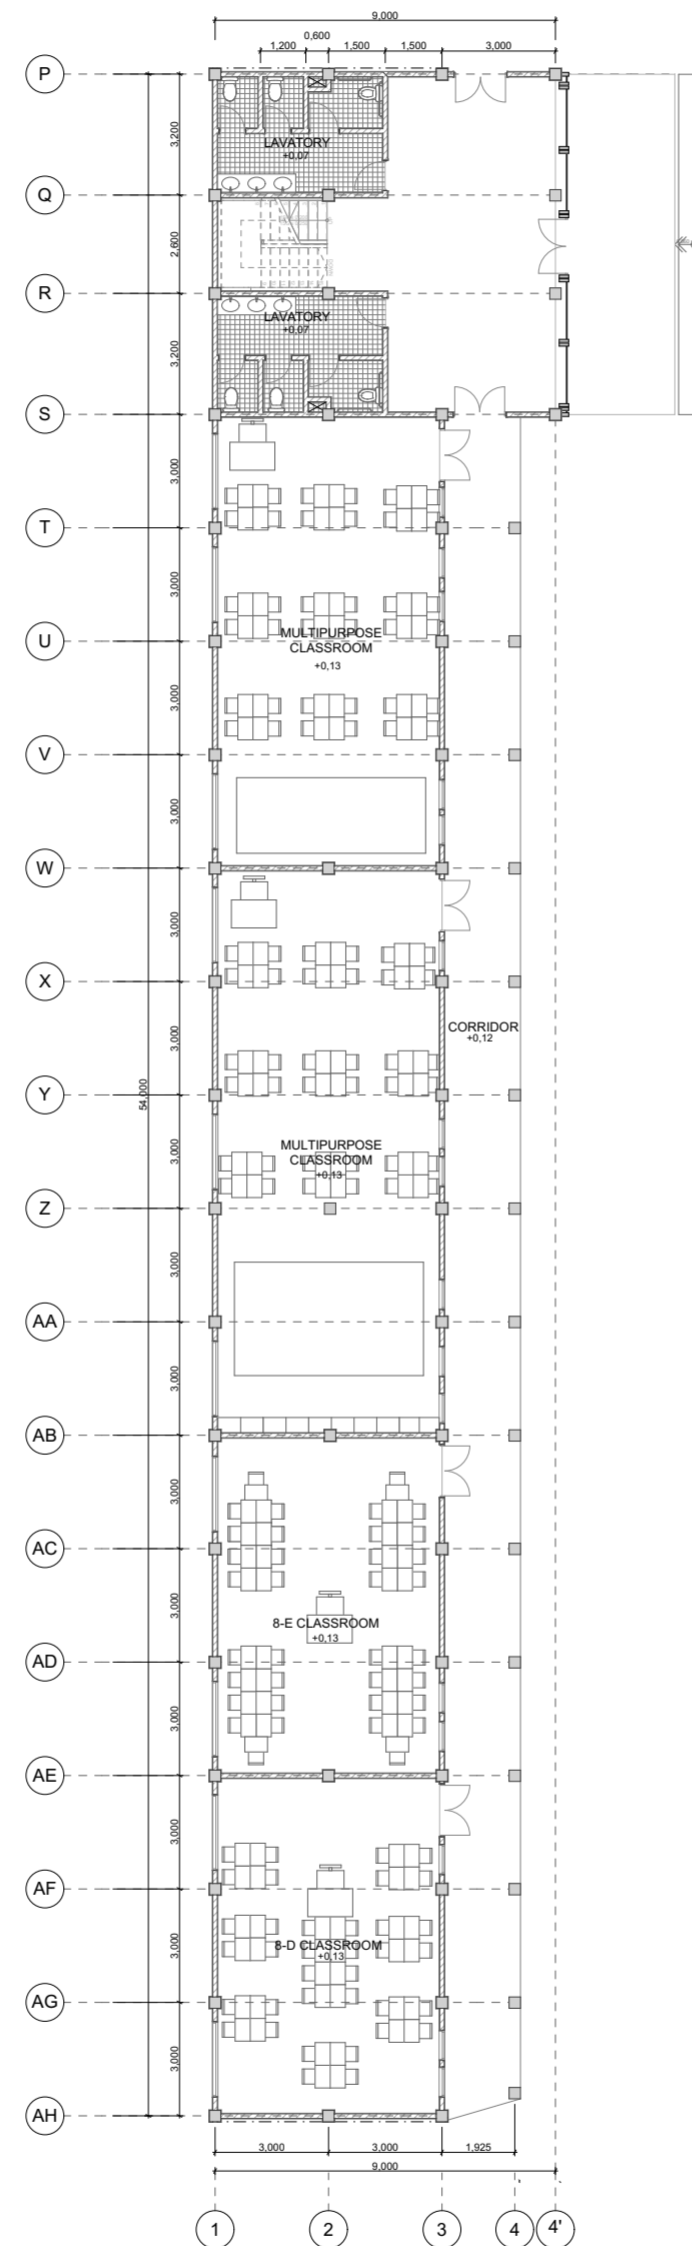 9,000
0,600
1,200 1,500 1,500 3,000
P
3,200
LAVATORY
+0,07
Q
2,600
R
3,200
LAVATORY
+0,07
S
3,000
T
3,000
U
MULTIPURPOSE
CLASSROOM
+0,13
3,000
V
3,000
W
3,000
X
3,000
CORRIDOR
+0,12
Y
54,000
3,000
MULTIPURPOSE
CLASSROOM
+0,13
Z
3,000
AA
3,000
AB
3,000
AC
3,000
8-E CLASSROOM
+0,13
AD
3,000
AE
3,000
AF
3,000
8-D CLASSROOM
+0,13
AG
3,000
AH
3,000 3,000 1,925
9,000
1 2 3 4 4'